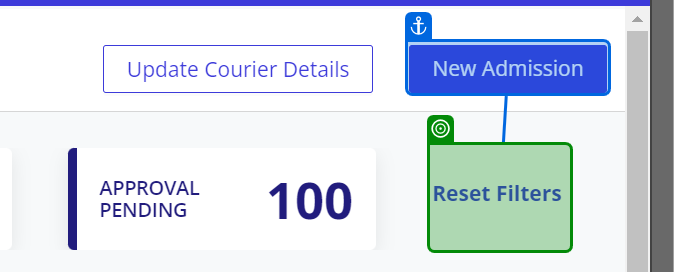 Update Courier Details
New Admission
APPROVAL
PENDING
100
Reset Filters